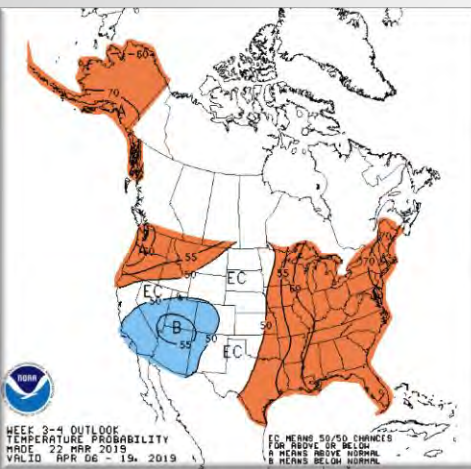 60
70
A
70
A
60
55
50
EC
EC
50
B
55
50
EC
50
55
60
70
A
NOAA
WEEK 3-4 OUTLOOK
TEMPERATURE PROBABILITY
MADE 22 MAR 2019
VALID APR 06 - 19, 2019
EC MEANS 50/50 CHANCES
FOR ABOVE OR BELOW
A MEANS ABOVE NORMAL
B MEANS BELOW NORMAL